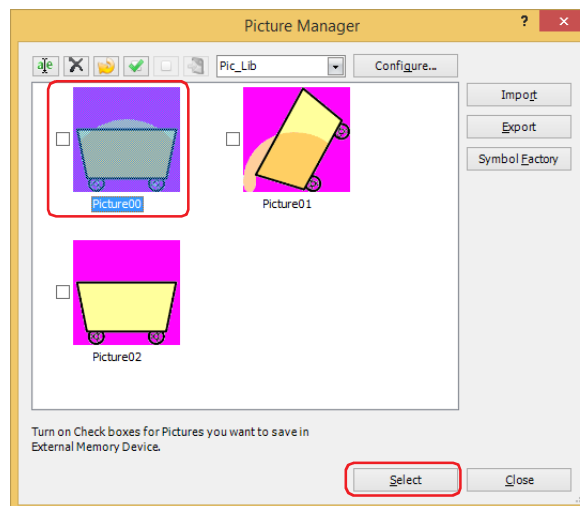 Picture Manager
? ×
a|e
Pic_Lib
Configure...
Import
Export
Symbol Factory
Picture00
Picture01
Picture02
Turn on Check boxes for Pictures you want to save in
External Memory Device.
Select
Close